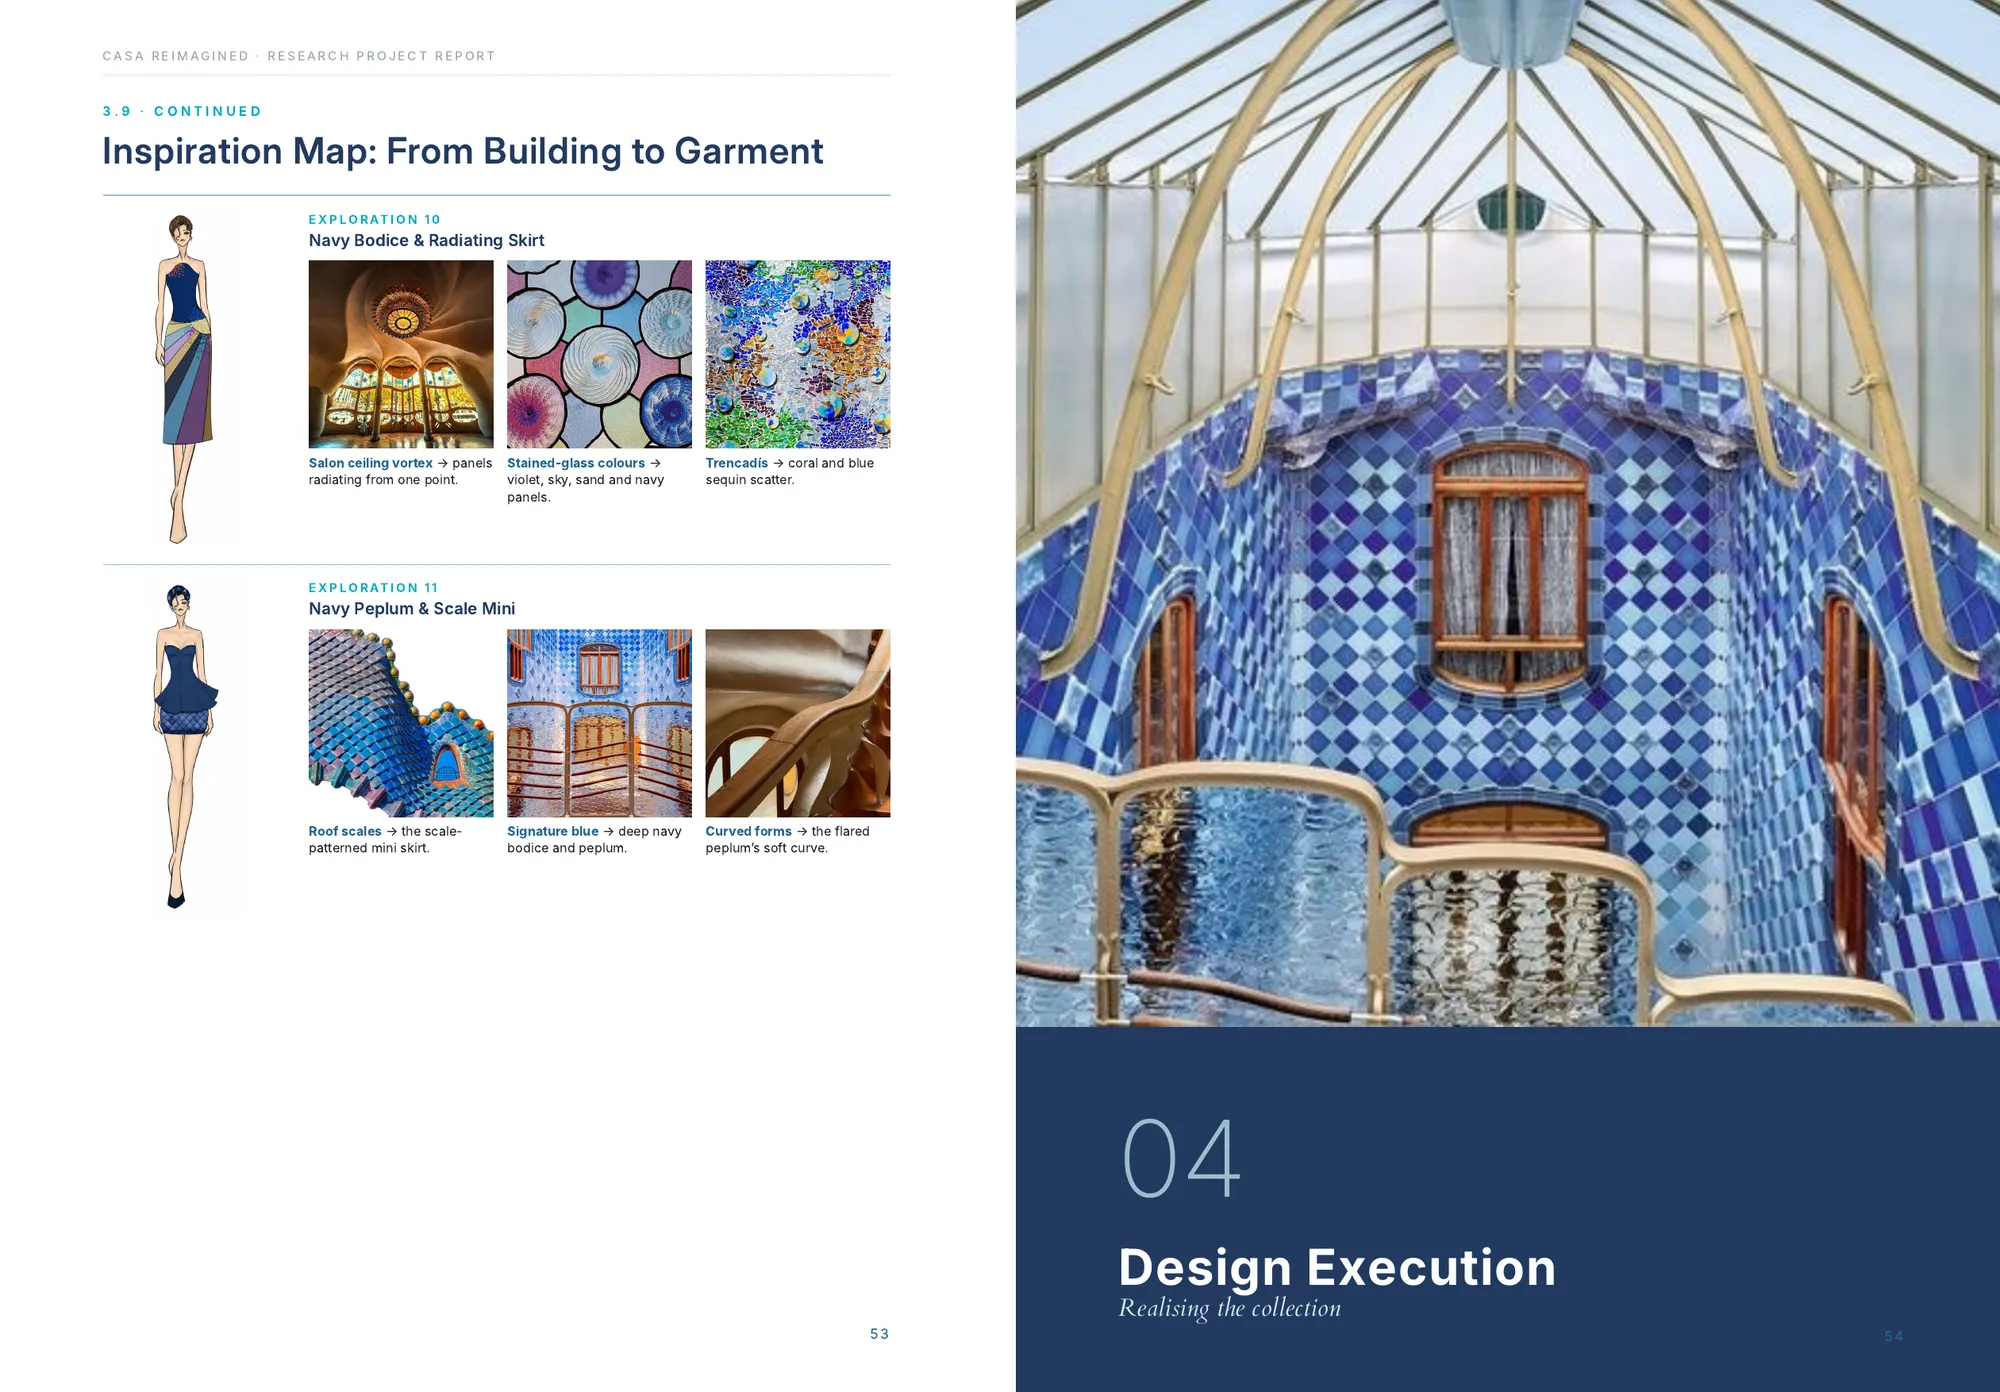 CASA REIMAGINED · RESEARCH PROJECT REPORT
3.9 · CONTINUED
Inspiration Map: From Building to Garment
EXPLORATION 10
Navy Bodice & Radiating Skirt
Salon ceiling vortex → panels
radiating from one point.
Stained-glass colours →
violet, sky, sand and navy
panels.
Trencadís → coral and blue
sequin scatter.
EXPLORATION 11
Navy Peplum & Scale Mini
Roof scales → the scale-
patterned mini skirt.
Signature blue → deep navy
bodice and peplum.
Curved forms → the flared
peplum’s soft curve.
53
04
Design Execution
Realising the collection
54